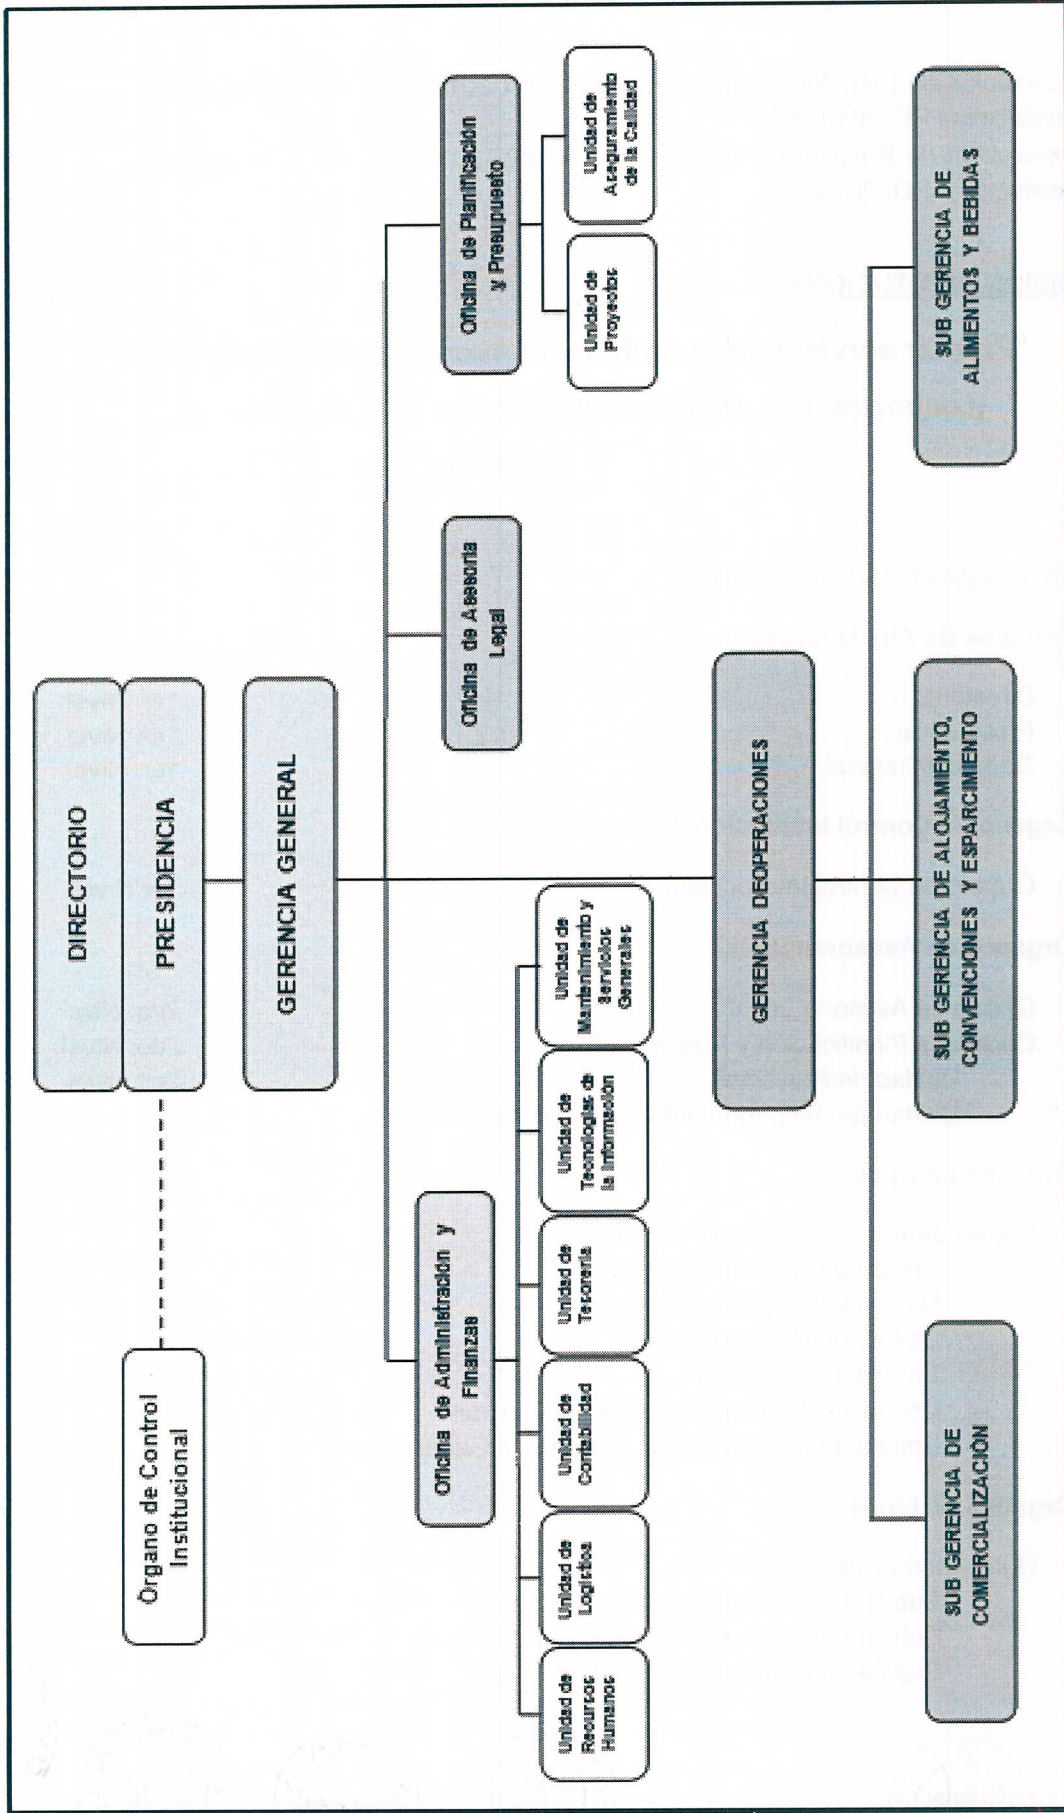 DIRECTORIO
PRESIDENCIA
Órgano de Control
Institucional
GERENCIA GENERAL
Oficina de Administración y
Finanzas
Oficina de Asesoría
Legal
Oficina de Planificación
y Presupuesto
Unidad de
Recursos
Humanos
Unidad de
Logística
Unidad de
Contabilidad
Unidad de
Tesorería
Unidad de
Tecnologías de
la Información
Unidad de
Mantenimiento y
Servicios
Generales
Unidad de
Proyectos
Unidad de
Aseguramiento
de la Calidad
GERENCIA DEOPERACIONES
SUB GERENCIA DE
COMERCIALIZACIÓN
SUB GERENCIA DE ALOJAMIENTO,
CONVENCIONES Y ESPARCIMIENTO
SUB GERENCIA DE
ALIMENTOS Y BEBIDAS